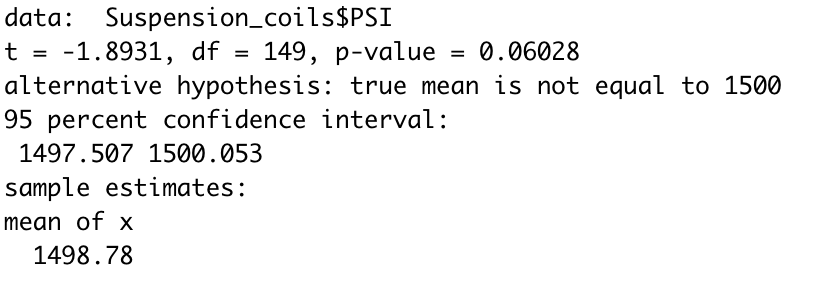 data:  Suspension_coils$PSI
t = -1.8931, df = 149, p-value = 0.06028
alternative hypothesis: true mean is not equal to 1500
95 percent confidence interval:
 1497.507 1500.053
sample estimates:
mean of x
  1498.78